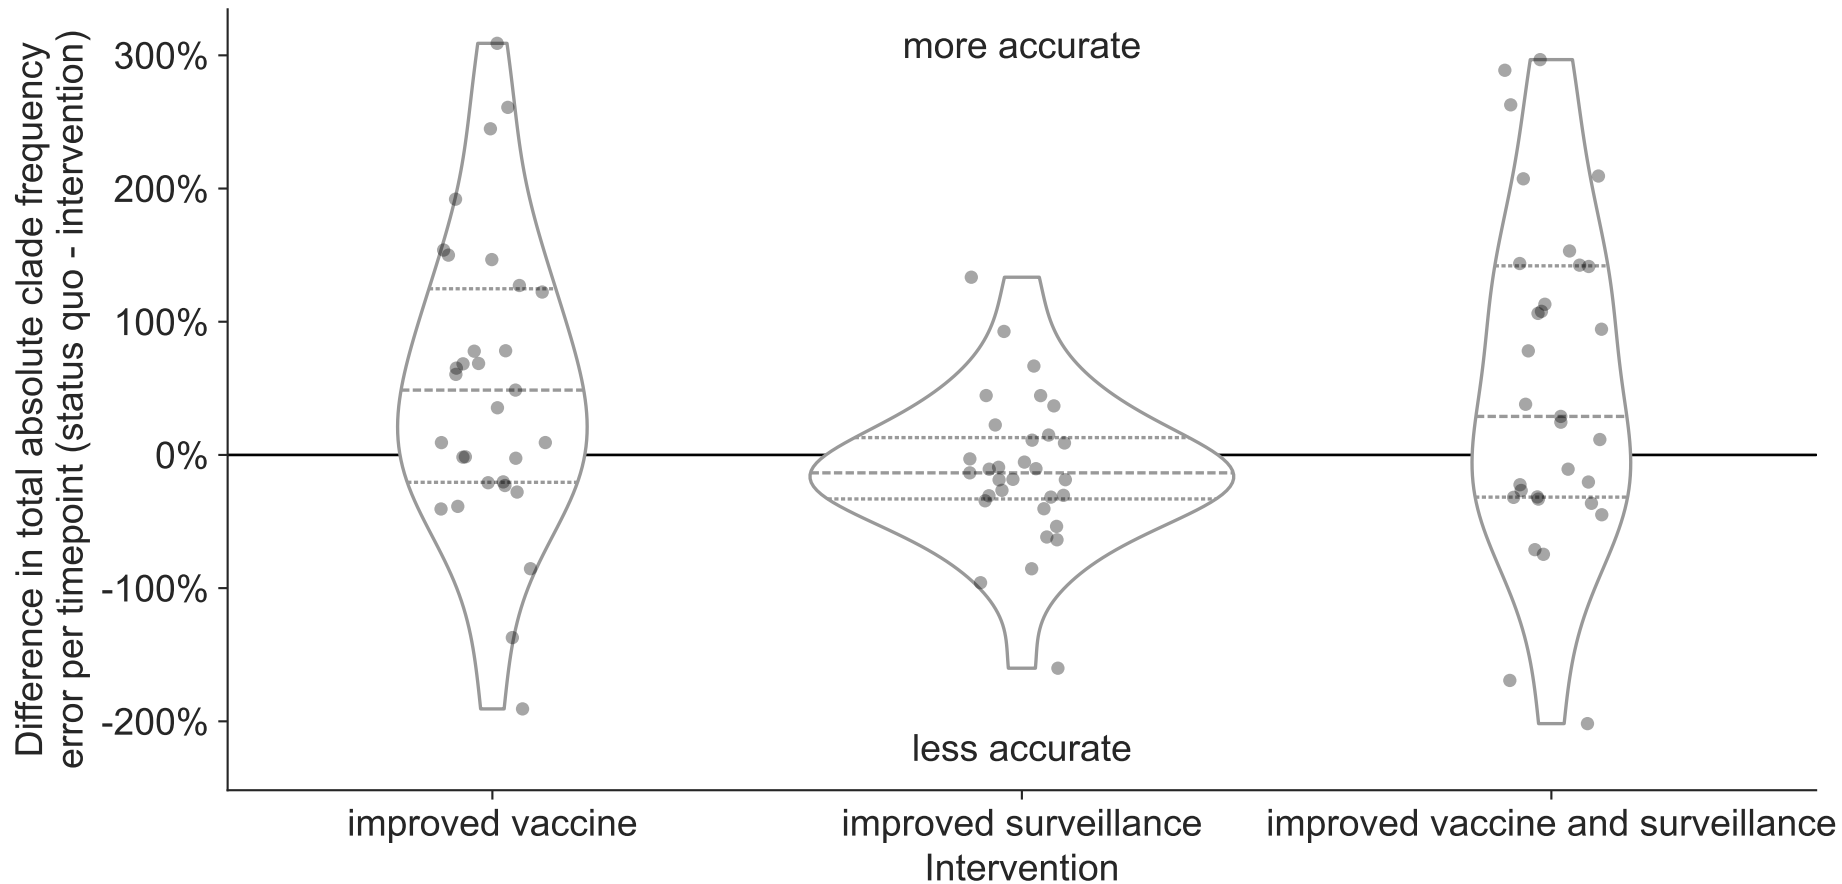 Difference in total absolute clade frequency
error per timepoint (status quo - intervention)
300%
200%
100%
0%
-100%
-200%
more accurate
less accurate
improved vaccine
improved surveillance
improved vaccine and surveillance
Intervention